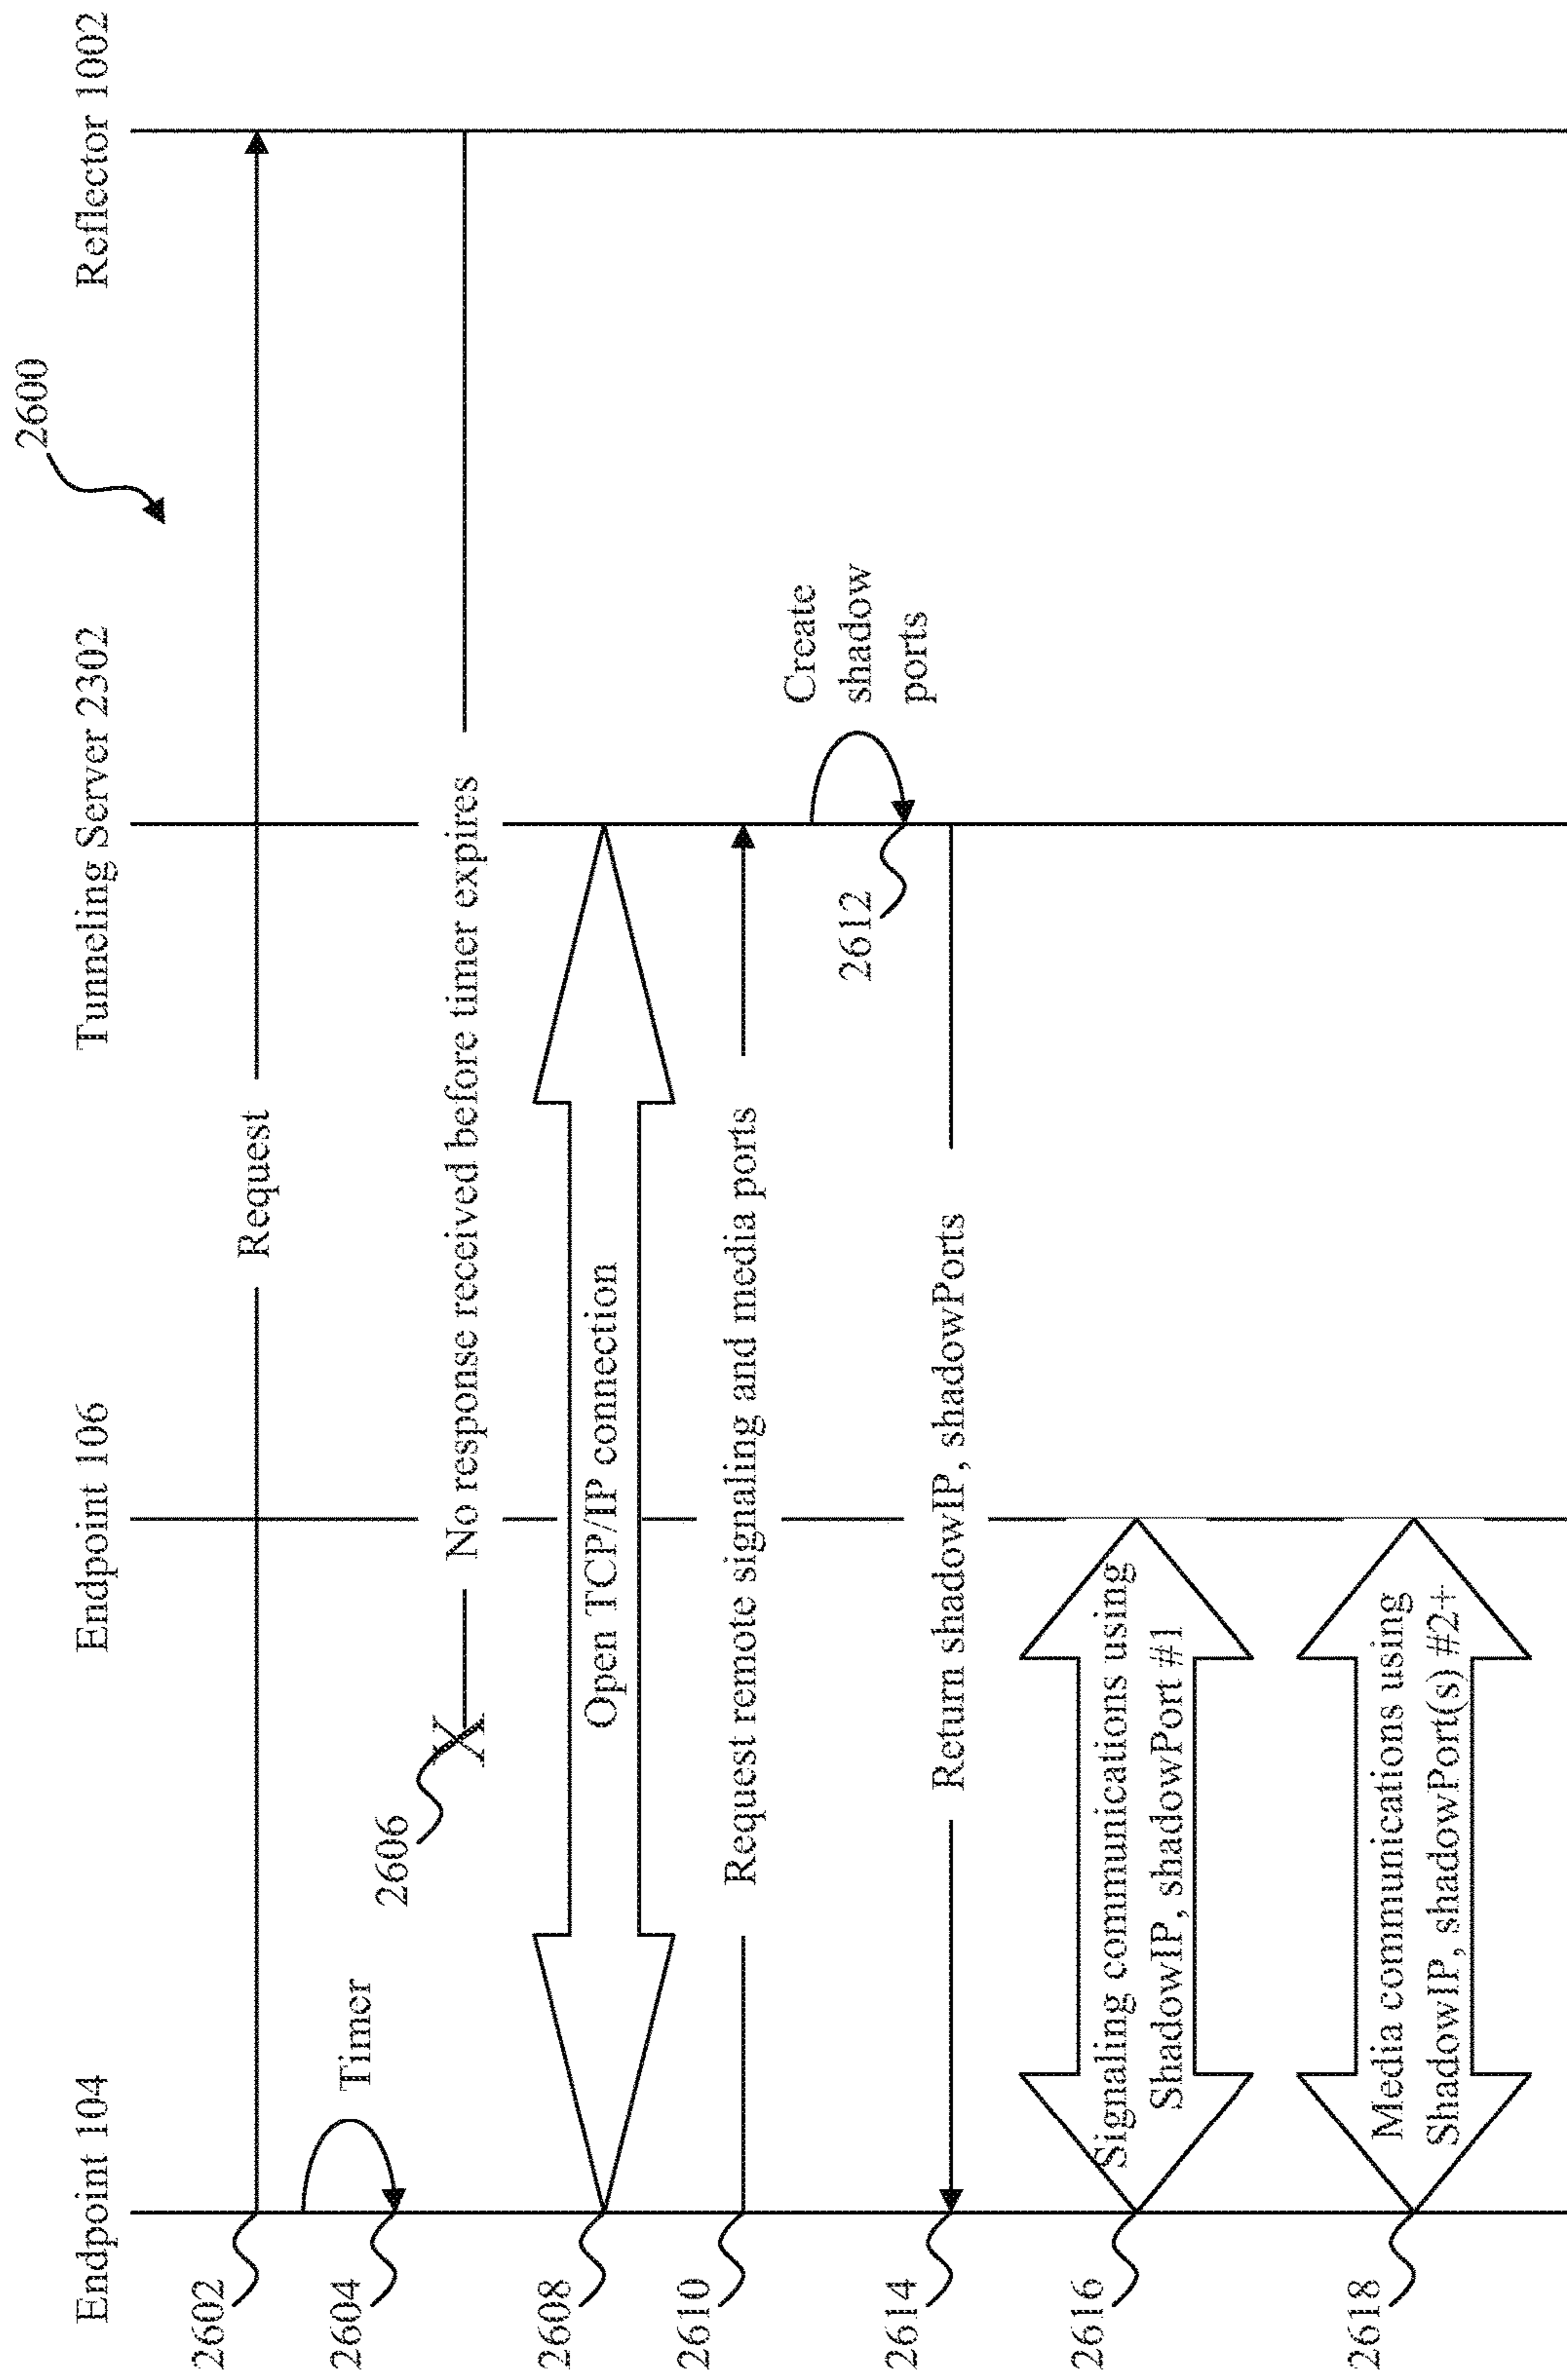 2600
Endpoint 104
Endpoint 106
Tunneling Server 2302
Reflector 1002
2602
Request
2604
Timer
2606
No response received before timer expires
2608
Open TCP/IP connection
2610
Request remote signaling and media ports
Create
shadow
ports
2612
2614
Return shadowIP, shadowPorts
2616
Signaling communications using
ShadowIP, shadowPort #1
2618
Media communications using
ShadowIP, shadowPort(s) #2+